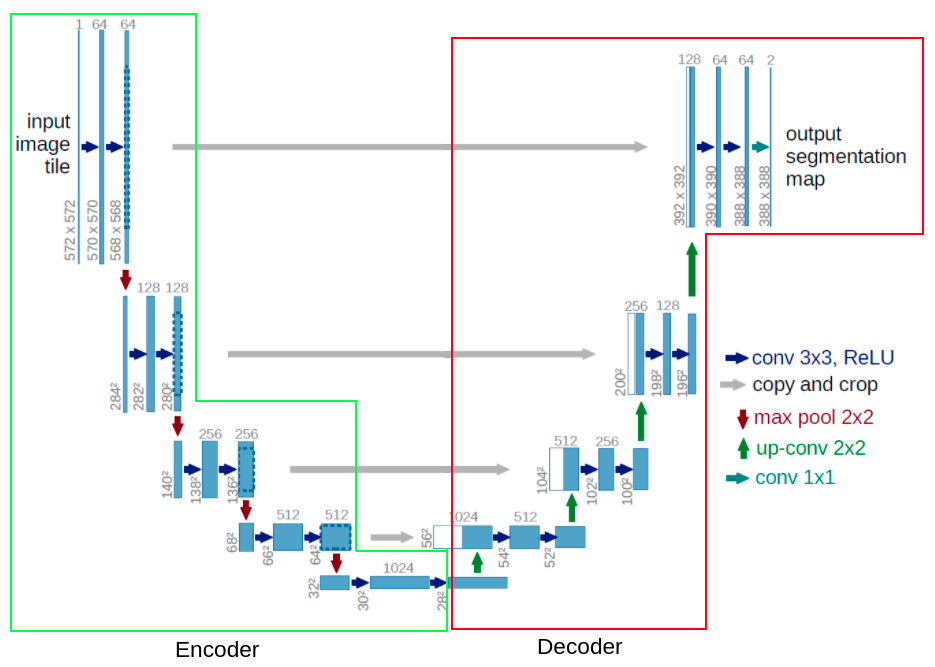 1 64 64
input
image
tile
572 x 572
570 x 570
568 x 568
128 128
284²
282²
280²
256 256
140²
138²
136²
512 512
68²
66²
64²
1024
32²
30²
28²
1024 512
56²
54²
52²
512 256
104²
102²
100²
256 128
200²
198²
196²
128 64 64 2
392 x 392
390 x 390
388 x 388
388 x 388
output
segmentation
map
conv 3x3, ReLU
copy and crop
max pool 2x2
up-conv 2x2
conv 1x1
Encoder
Decoder